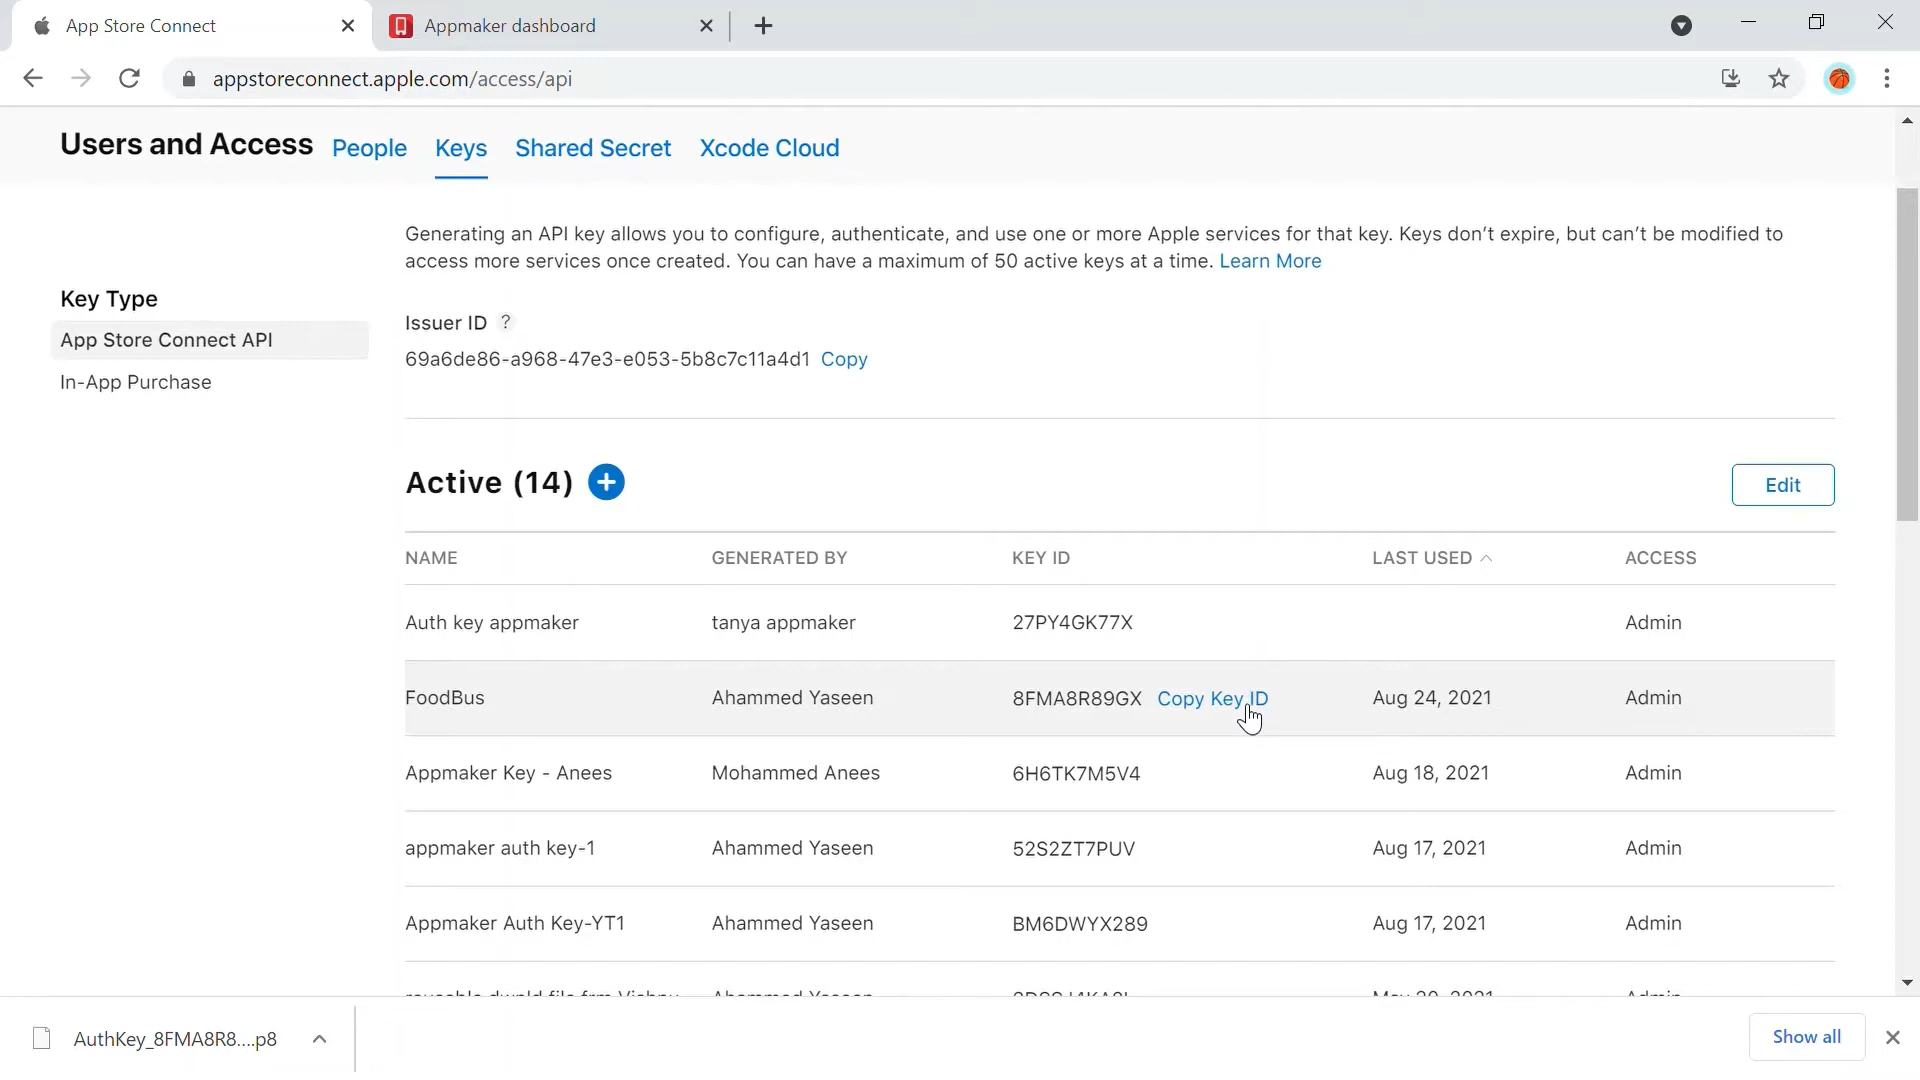 App Store Connect
Appmaker dashboard
appstoreconnect.apple.com/access/api
Users and Access People Keys Shared Secret Xcode Cloud
Generating an API key allows you to configure, authenticate, and use one or more Apple services for that key. Keys don't expire, but can't be modified to
access more services once created. You can have a maximum of 50 active keys at a time. Learn More
Key Type
App Store Connect API
In-App Purchase
Issuer ID ?
69a6de86-a968-47e3-e053-5b8c7c11a4d1 Copy
Active (14) +
Edit
NAME GENERATED BY KEY ID LAST USED ACCESS
Auth key appmaker tanya appmaker 27PY4GK77X Admin
FoodBus Ahammed Yaseen 8FMA8R89GX Copy Key ID Aug 24, 2021 Admin
Appmaker Key - Anees Mohammed Anees 6H6TK7M5V4 Aug 18, 2021 Admin
appmaker auth key-1 Ahammed Yaseen 52S2ZT7PUV Aug 17, 2021 Admin
Appmaker Auth Key-YT1 Ahammed Yaseen BM6DWYX289 Aug 17, 2021 Admin
AuthKey_8FMA8R8....p8
Show all